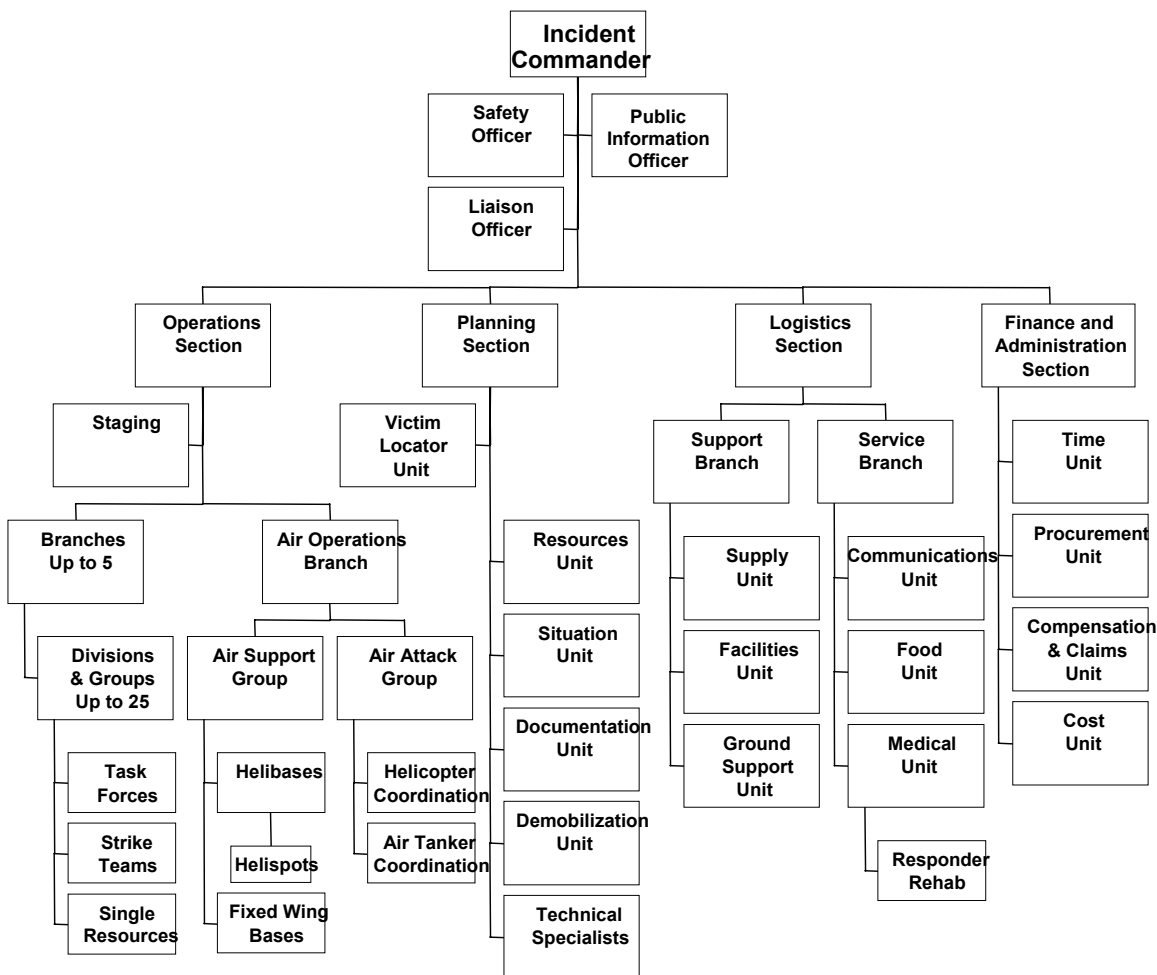 Incident
Commander
Safety
Officer
Public
Information
Officer
Liaison
Officer
Operations
Section
Planning
Section
Logistics
Section
Finance and
Administration
Section
Staging
Victim
Locator
Unit
Support
Branch
Service
Branch
Time
Unit
Branches
Up to 5
Air Operations
Branch
Resources
Unit
Supply
Unit
Communications
Unit
Procurement
Unit
Divisions
& Groups
Up to 25
Air Support
Group
Air Attack
Group
Situation
Unit
Facilities
Unit
Food
Unit
Compensation
& Claims
Unit
Documentation
Unit
Ground
Support
Unit
Medical
Unit
Cost
Unit
Task
Forces
Helibases
Helicopter
Coordination
Demobilization
Unit
Strike
Teams
Helispots
Air Tanker
Coordination
Responder
Rehab
Single
Resources
Fixed Wing
Bases
Technical
Specialists